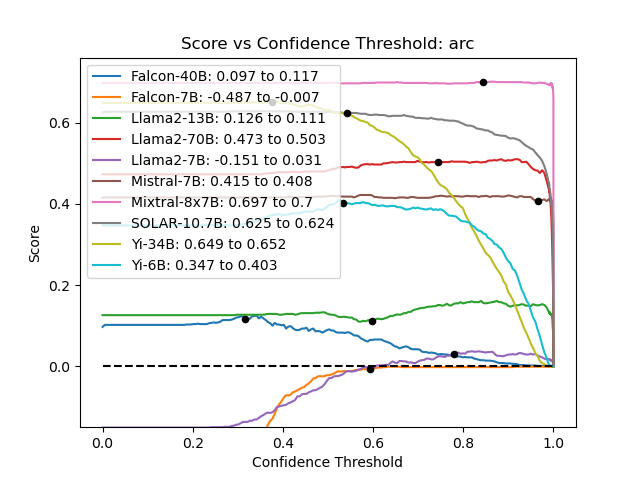 Score vs Confidence Threshold: arc
Falcon-40B: 0.097 to 0.117
Falcon-7B: -0.487 to -0.007
Llama2-13B: 0.126 to 0.111
Llama2-70B: 0.473 to 0.503
Llama2-7B: -0.151 to 0.031
Mistral-7B: 0.415 to 0.408
Mixtral-8x7B: 0.697 to 0.7
SOLAR-10.7B: 0.625 to 0.624
Yi-34B: 0.649 to 0.652
Yi-6B: 0.347 to 0.403
Score
0.6
0.4
0.2
0.0
0.0 0.2 0.4 0.6 0.8 1.0
Confidence Threshold